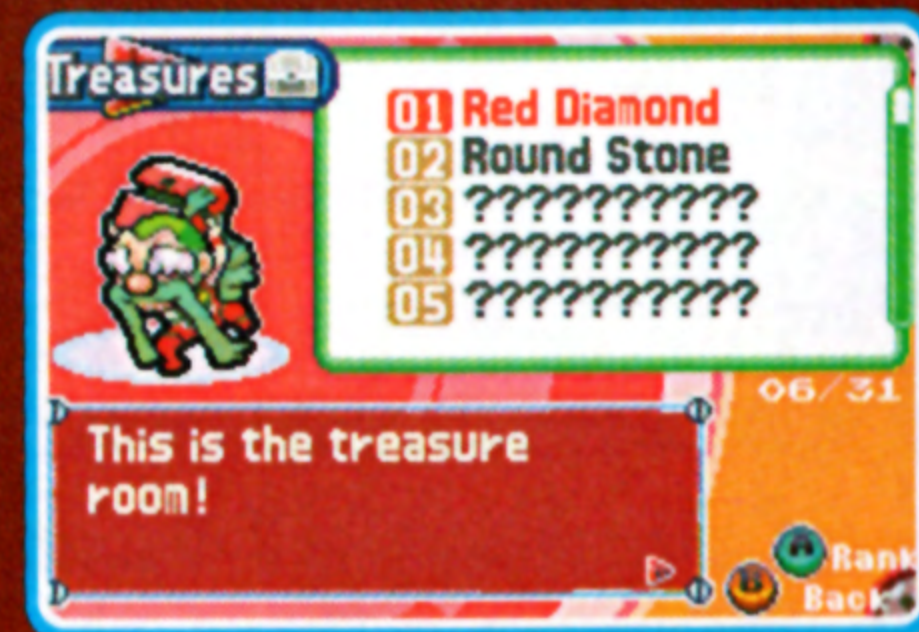 Treasures
01 Red Diamond
02 Round Stone
03 ??????????
04 ??????????
05 ??????????
06/31
This is the treasure
room!
A Rank
B Back